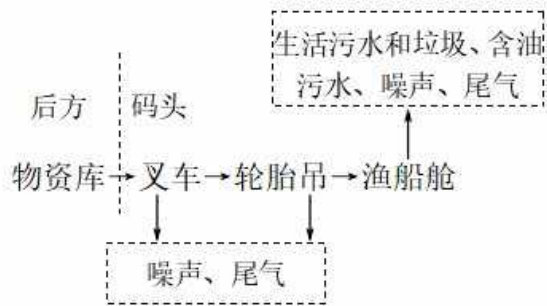 生活污水和垃圾、含油
污水、噪声、尾气
后方 码头
物资库 叉车 轮胎吊 渔船舱
噪声、尾气